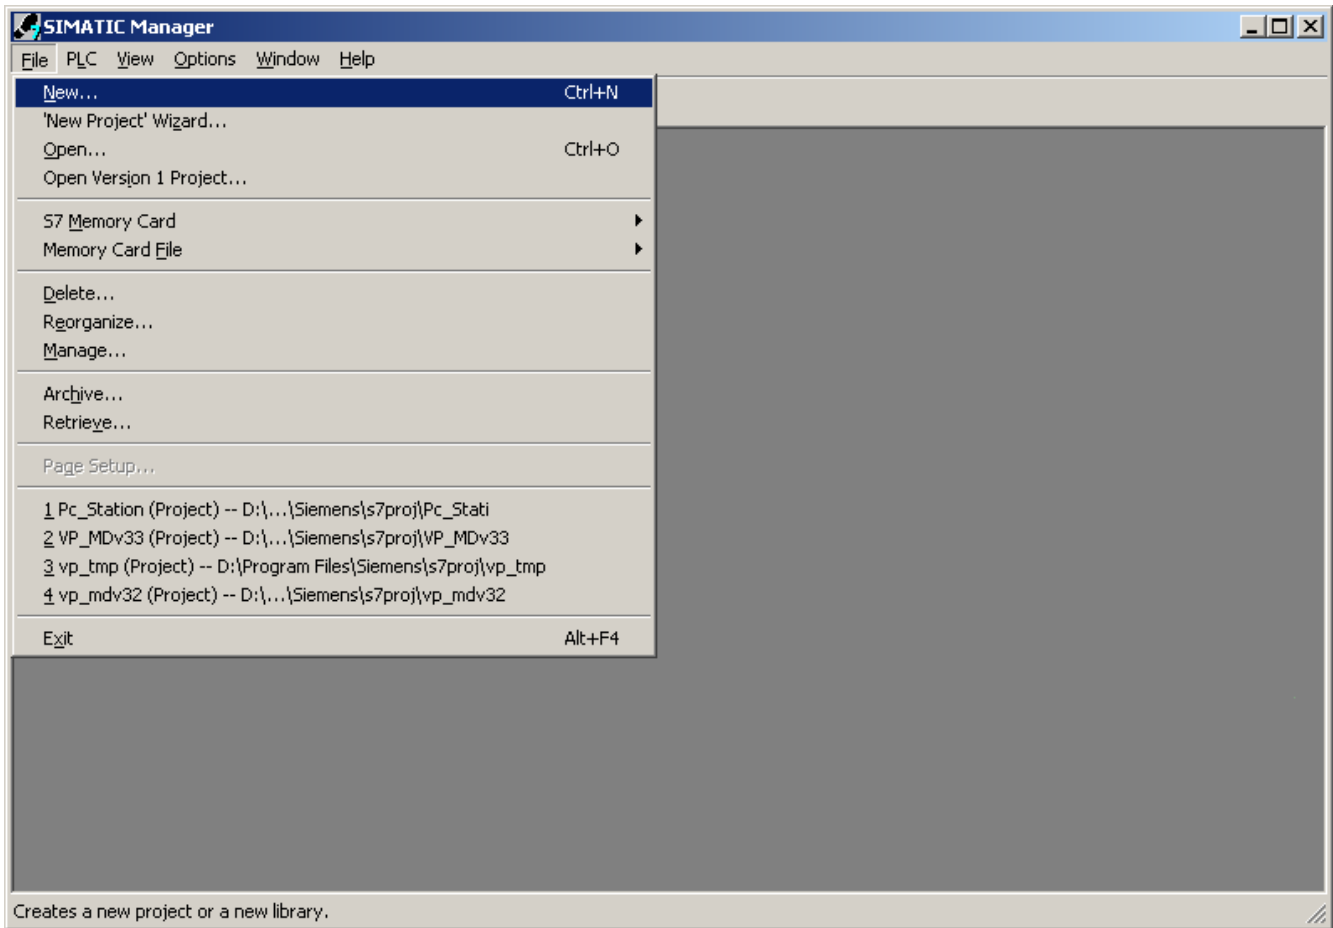 SIMATIC Manager
File PLC View Options Window Help
New... Ctrl+N
'New Project' Wizard...
Open... Ctrl+O
Open Version 1 Project...
S7 Memory Card
Memory Card File
Delete...
Reorganize...
Manage...
Archive...
Retrieve...
Page Setup...
1 Pc_Station (Project) -- D:\...\Siemens\s7proj\Pc_Stati
2 VP_MDv33 (Project) -- D:\...\Siemens\s7proj\VP_MDv33
3 vp_tmp (Project) -- D:\Program Files\Siemens\s7proj\vp_tmp
4 vp_mdv32 (Project) -- D:\...\Siemens\s7proj\vp_mdv32
Exit Alt+F4
Creates a new project or a new library.